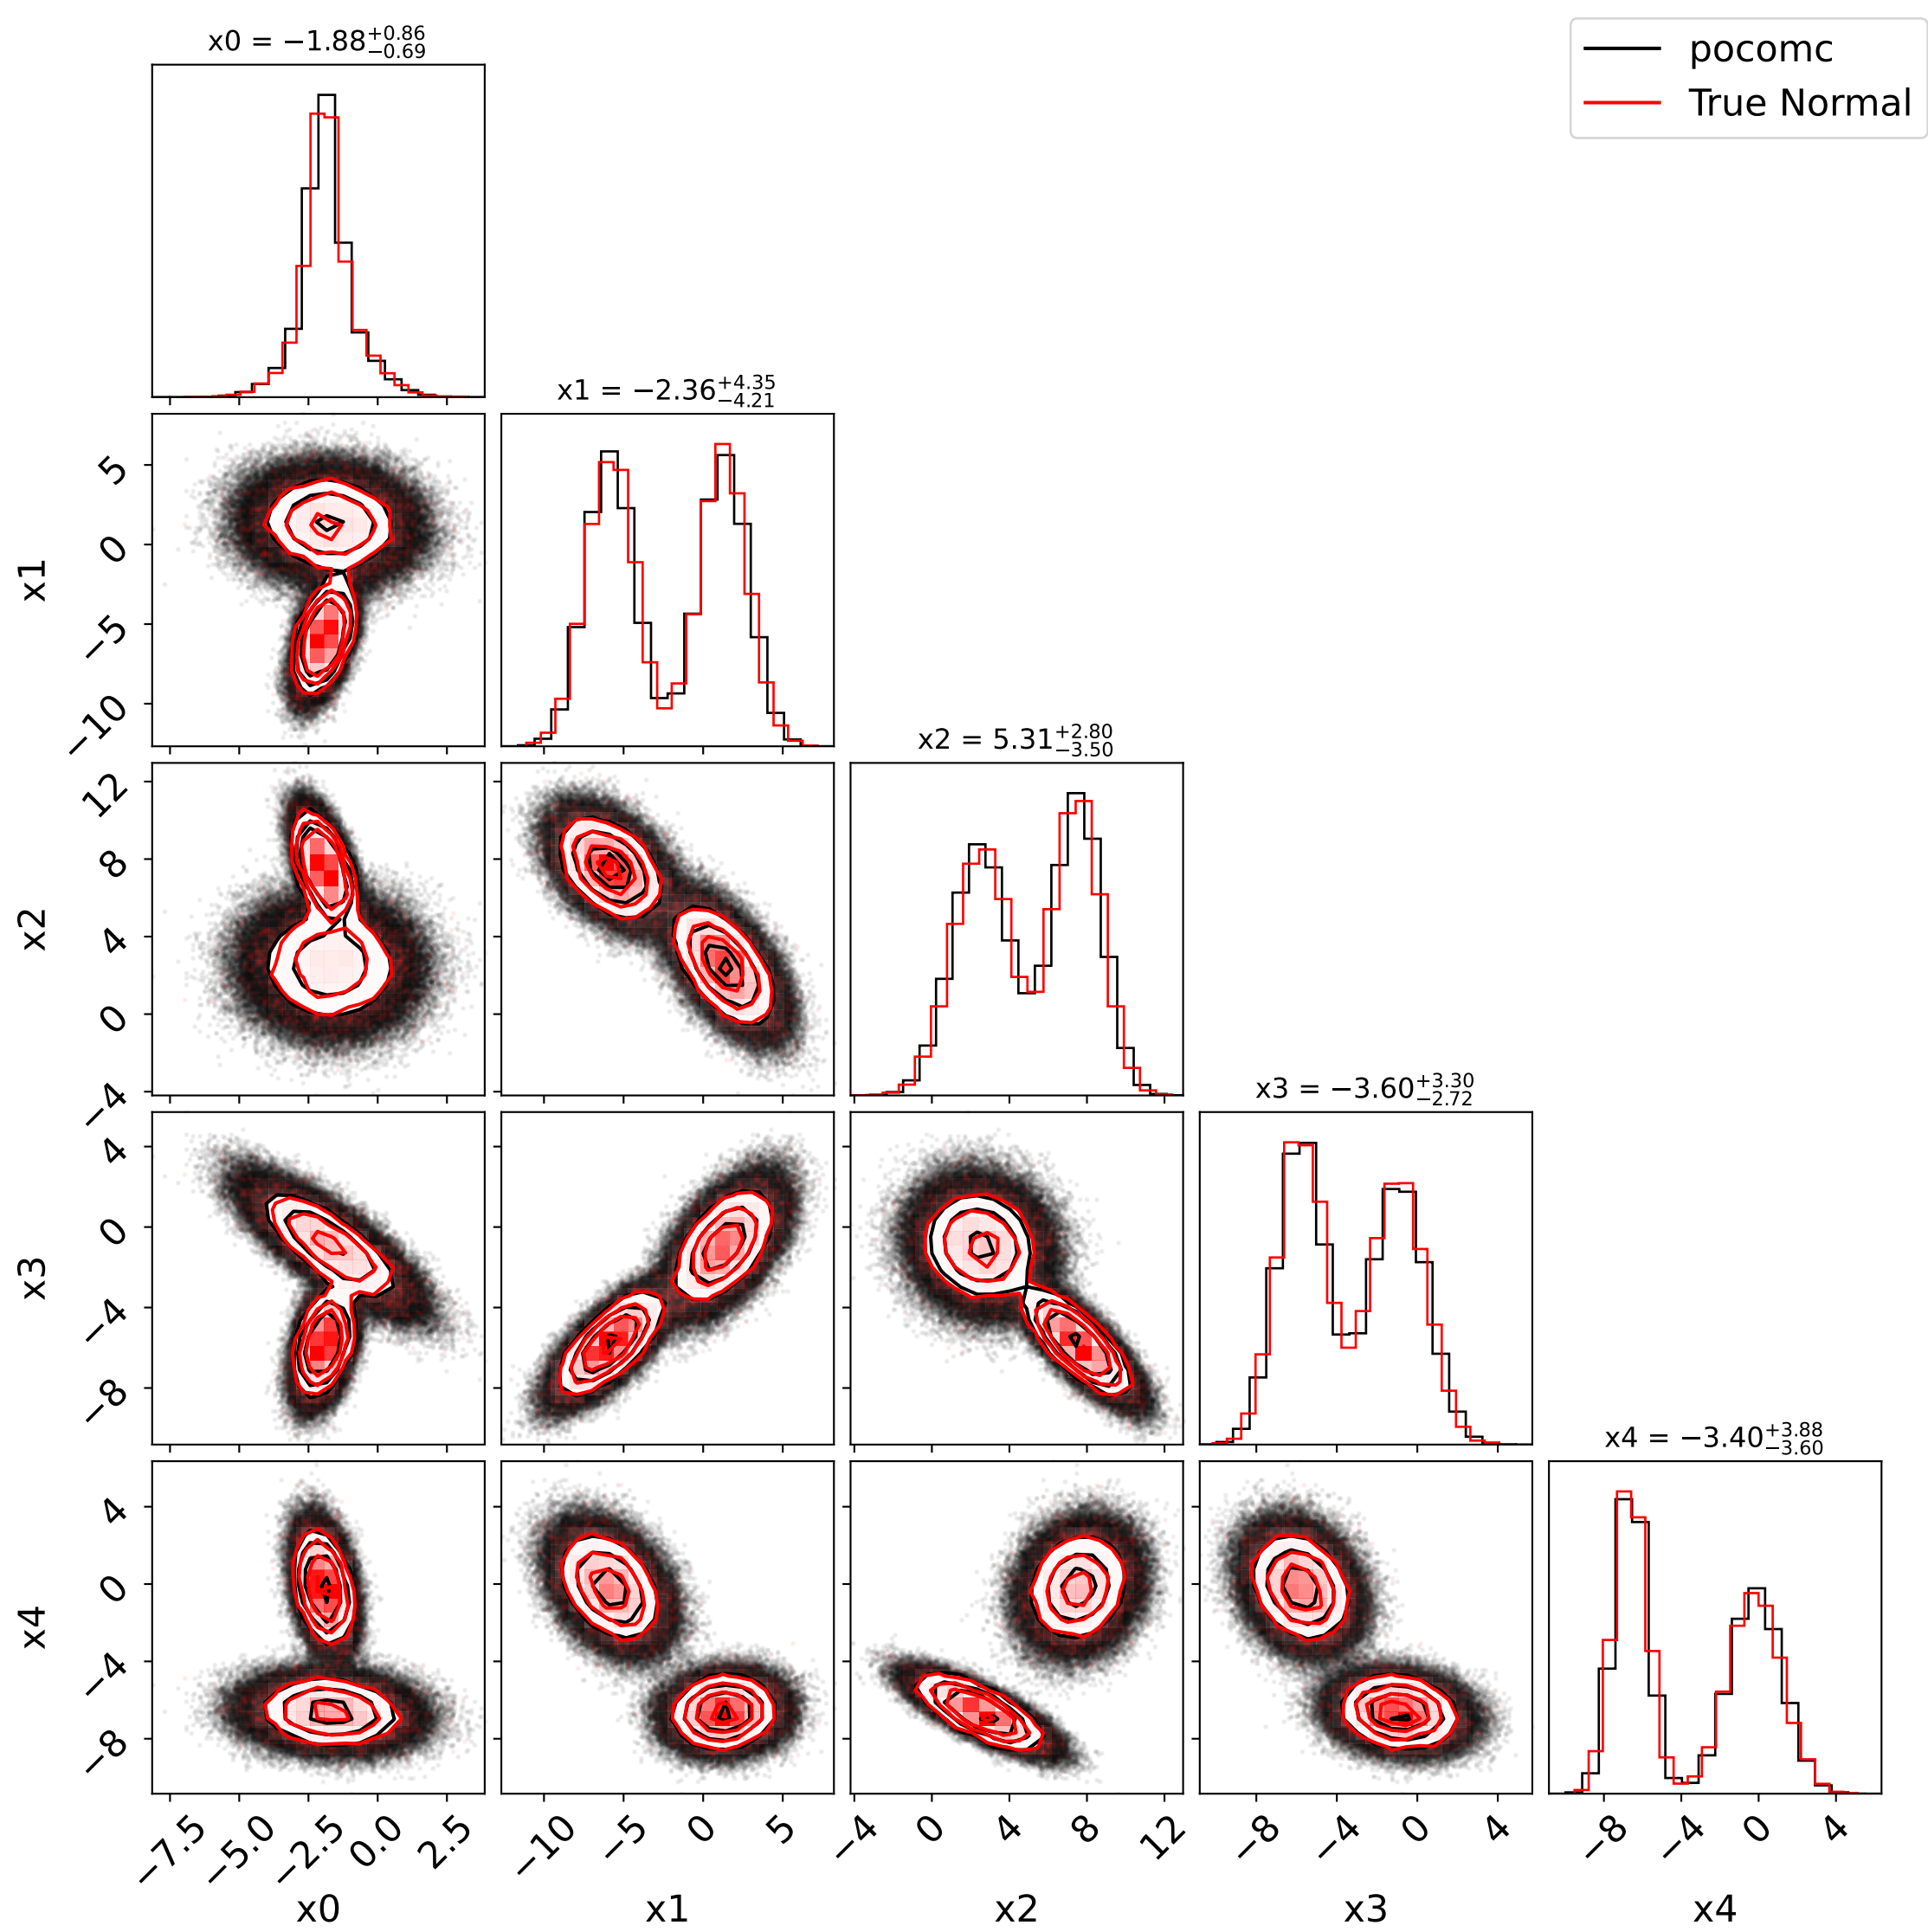 pocomc
True Normal
x0 = −1.88 +0.86 −0.69
x1 = −2.36 +4.35 −4.21
x2 = 5.31 +2.80 −3.50
x3 = −3.60 +3.30 −2.72
x4 = −3.40 +3.88 −3.60
x1
5
0
−5
−10
x2
12
8
4
0
−4
x3
4
0
−4
−8
x4
4
0
−4
−8
−7.5 −5.0 −2.5 0.0 2.5
−10 −5 0 5
−4 0 4 8 12
−8 −4 0 4
−8 −4 0 4
x0 x1 x2 x3 x4